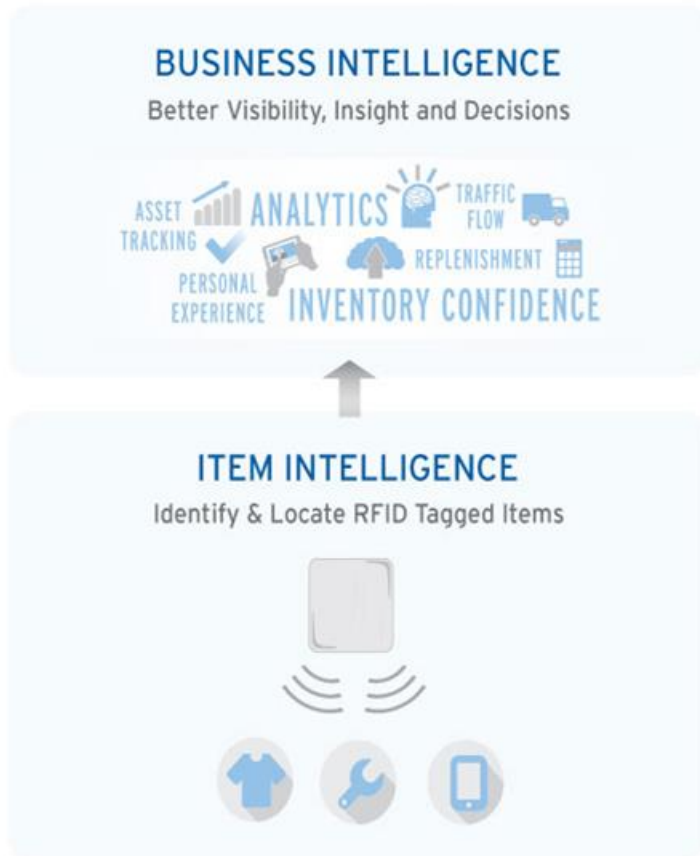 BUSINESS INTELLIGENCE
Better Visibility, Insight and Decisions
ASSET
TRACKING
ANALYTICS
TRAFFIC
FLOW
PERSONAL
EXPERIENCE
REPLENISHMENT
INVENTORY CONFIDENCE
ITEM INTELLIGENCE
Identify & Locate RFID Tagged Items